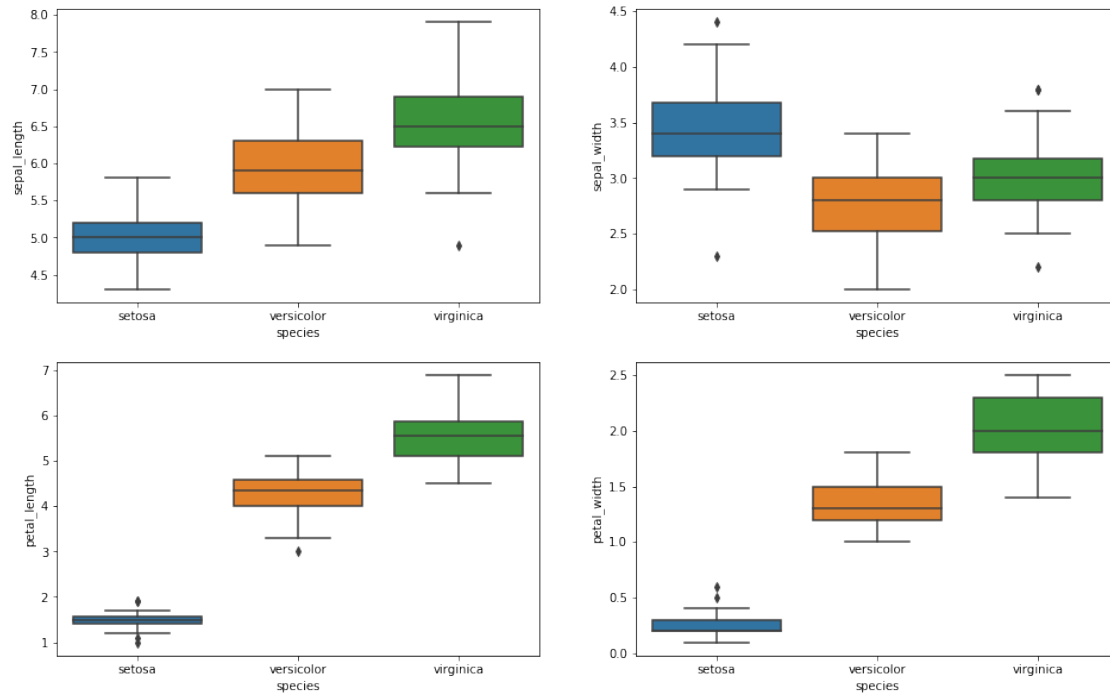 8.0
7.5
7.0
6.5
6.0
5.5
5.0
4.5
sepal_length
setosa versicolor virginica
species
4.5
4.0
3.5
3.0
2.5
2.0
sepal_width
setosa versicolor virginica
species
7
6
5
4
3
2
1
petal_length
setosa versicolor virginica
species
2.5
2.0
1.5
1.0
0.5
0.0
petal_width
setosa versicolor virginica
species